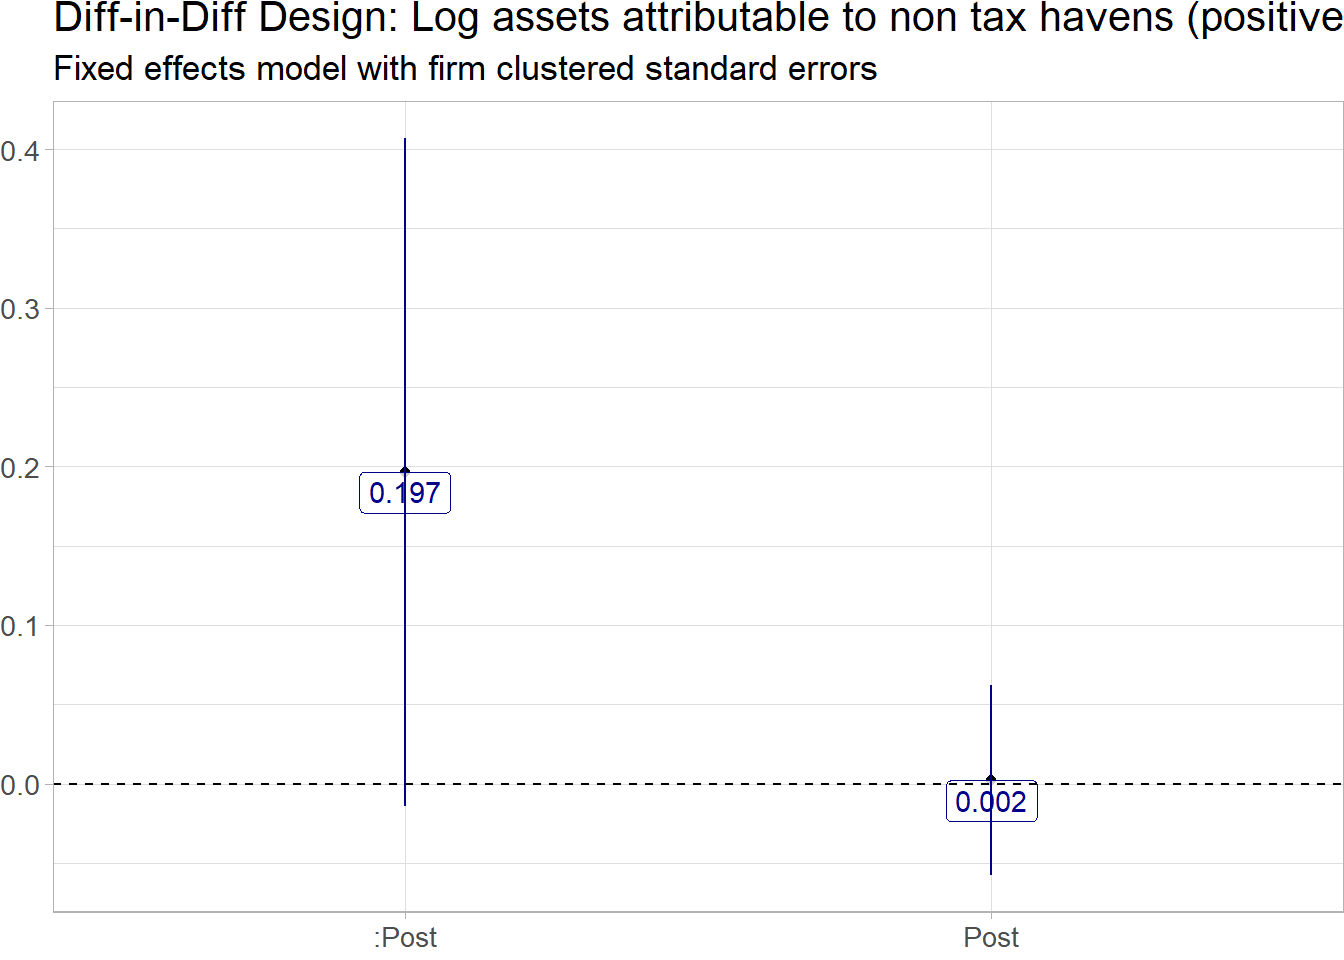 Diff-in-Diff Design: Log assets attributable to non tax havens (positive
Fixed effects model with firm clustered standard errors
0.4
0.3
0.2
0.197
0.1
0.0
0.002
:Post
Post